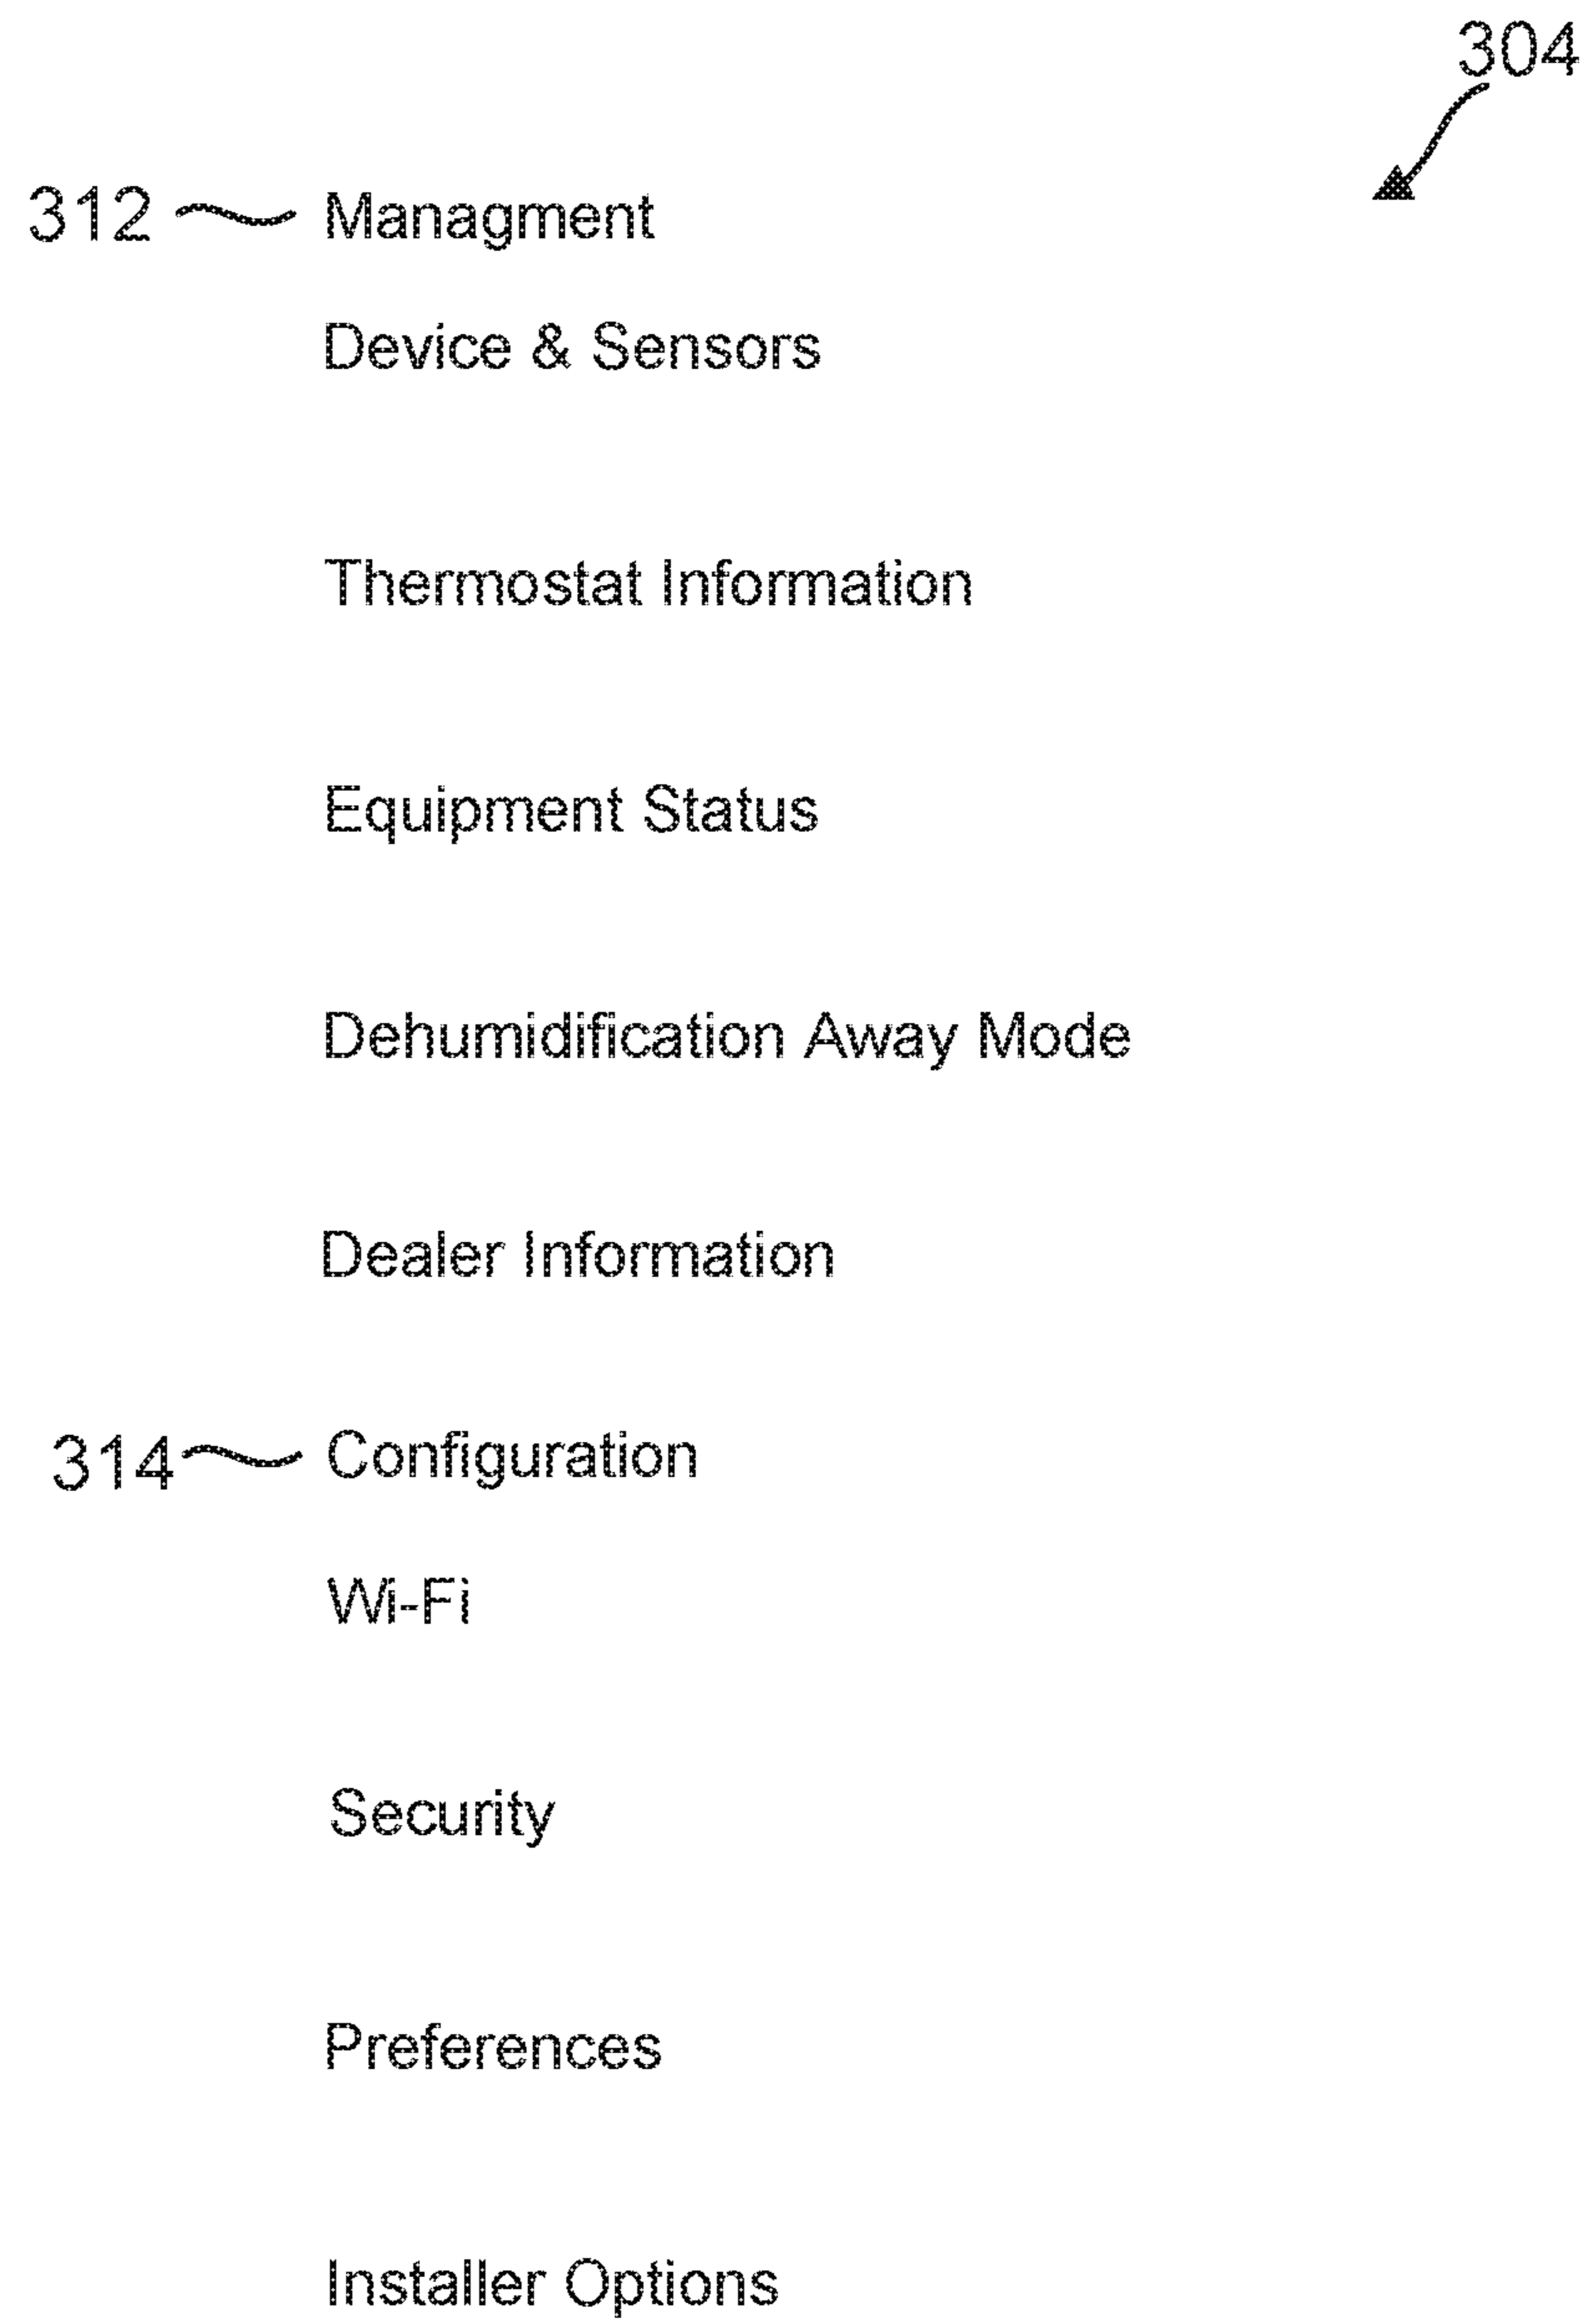 304
312 Managment
Device & Sensors
Thermostat Information
Equipment Status
Dehumidification Away Mode
Dealer Information
314 Configuration
Wi-Fi
Security
Preferences
Installer Options